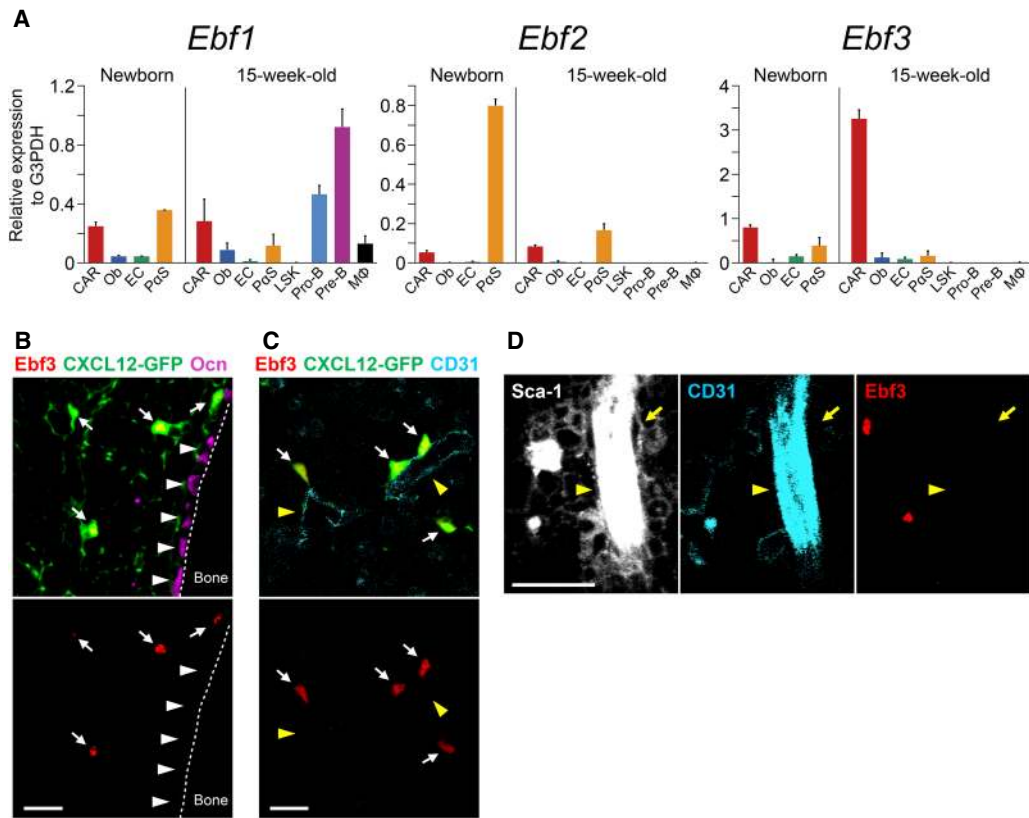 A
Ebf1
Ebf2
Ebf3
Newborn
15-week-old
Newborn
15-week-old
Newborn
15-week-old
Relative expression
to G3PDH
1.2
0.8
0.4
0
0.8
0.6
0.4
0.2
0
4
3
2
1
0
CAR
Ob
EC
PαS
CAR
Ob
EC
PαS
LSK
Pro-B
Pre-B
MΦ
CAR
Ob
EC
PαS
CAR
Ob
EC
PαS
LSK
Pro-B
Pre-B
MΦ
CAR
Ob
EC
PαS
CAR
Ob
EC
PαS
LSK
Pro-B
Pre-B
MΦ
B
Ebf3 CXCL12-GFP Ocn
Bone
Bone
C
Ebf3 CXCL12-GFP CD31
D
Sca-1
CD31
Ebf3